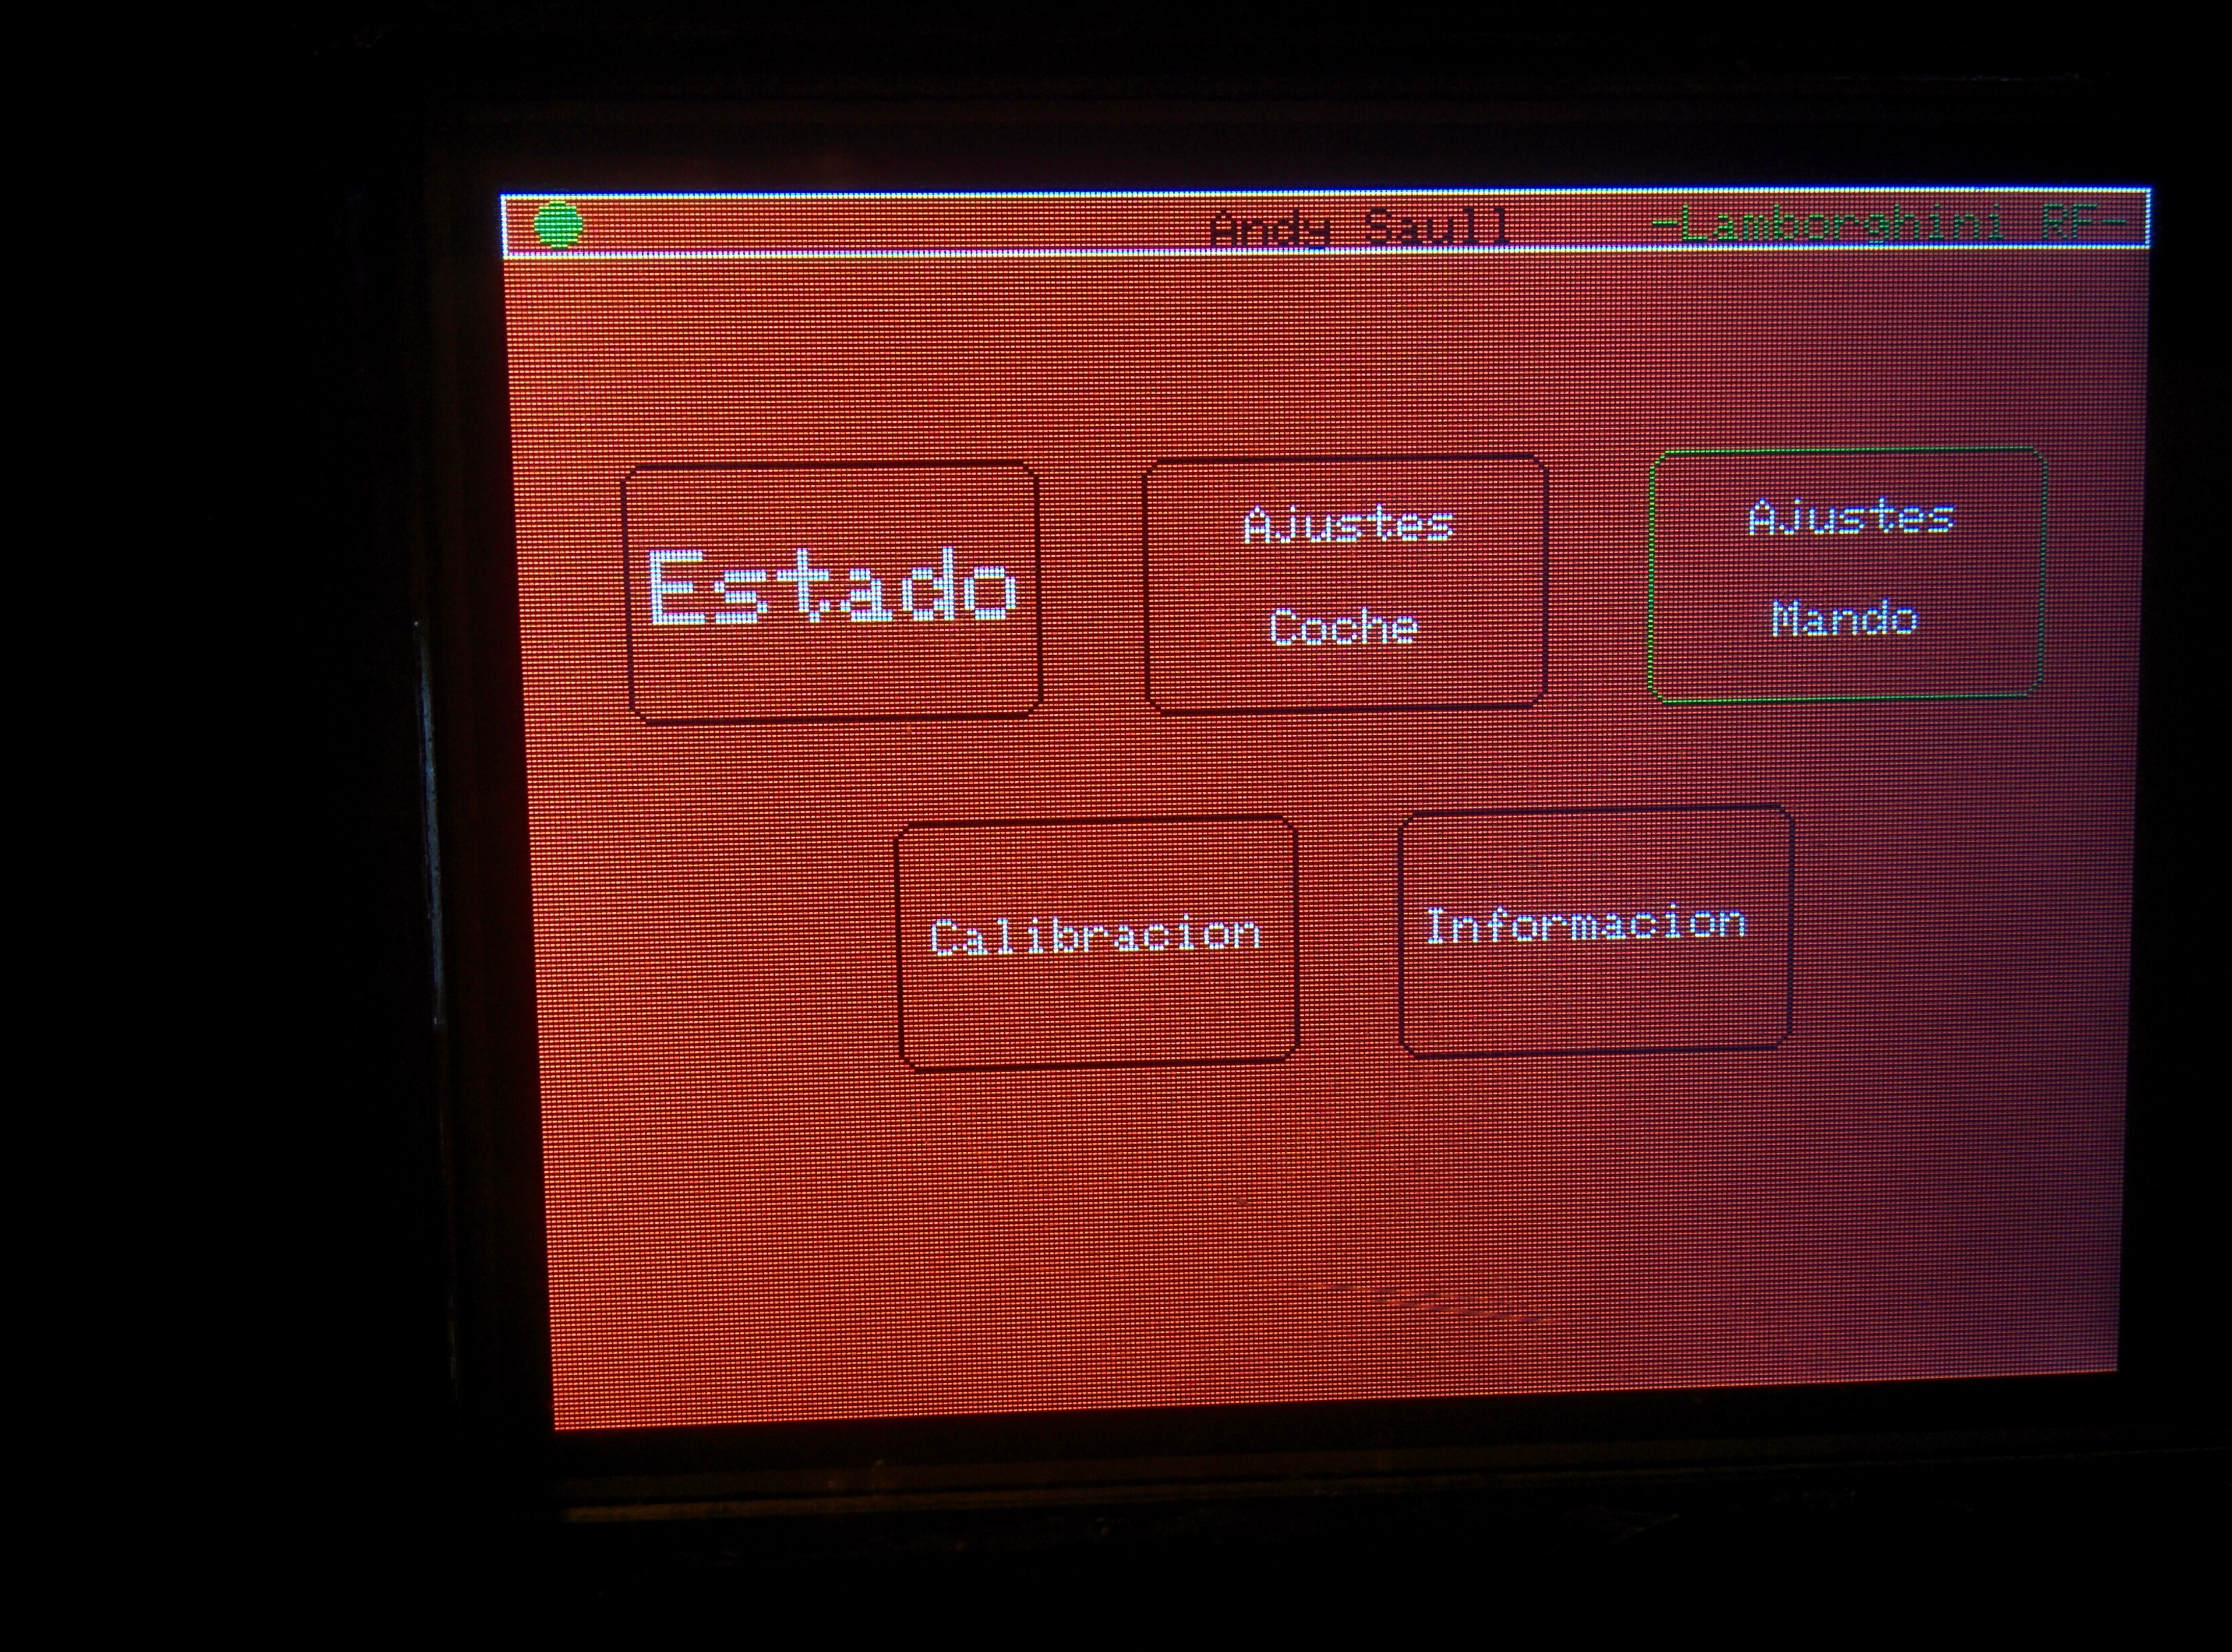 Andy Saull -Lamborghini RF-
Estado
Ajustes
Coche
Ajustes
Mando
Calibracion
Informacion